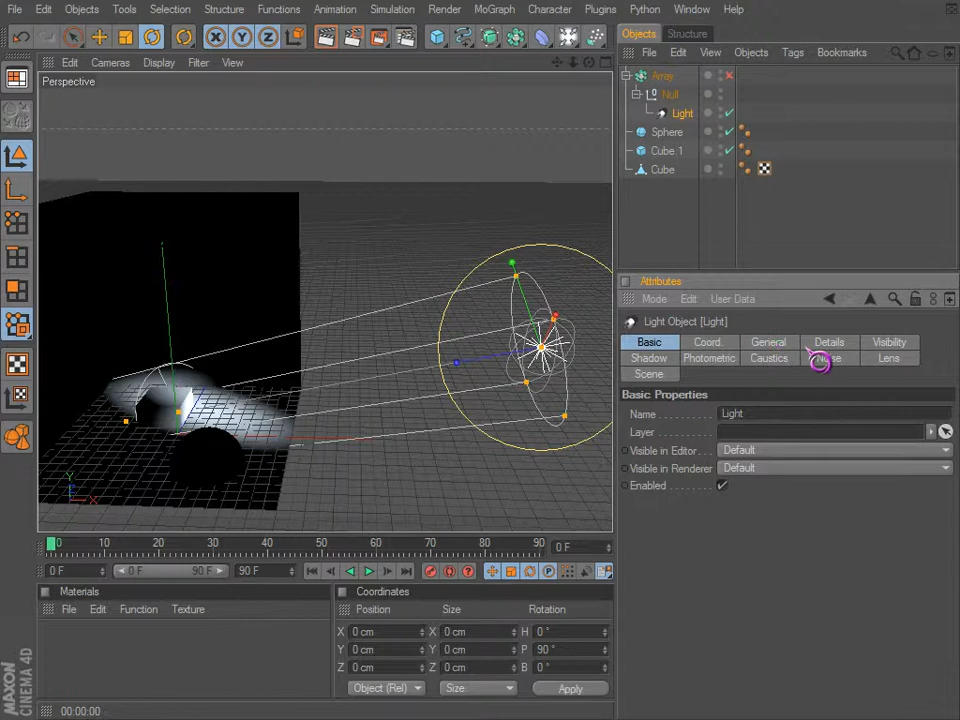 File Edit Objects Tools Selection Structure Functions Animation Simulation Render MoGraph Character Plugins Python Window Help
X Y Z
Objects Structure
File Edit View Objects Tags Bookmarks
Edit Cameras Display Filter View
Perspective
Array
Null
Light
Sphere
Cube.1
Cube
Attributes
Mode Edit User Data
Light Object [Light]
Basic Coord. General Details Visibility
Shadow Photometric Caustics Noise Lens
Scene
Basic Properties
Name Light
Layer
Visible in Editor Default
Visible in Renderer Default
Enabled
Y
Z X
0 10 20 30 40 50 60 70 80 90 0 F
0 F 0 F 90 F 90 F
Materials
File Edit Function Texture
Coordinates
Position Size Rotation
X 0 cm X 0 cm H 0 °
Y 0 cm Y 0 cm P 90 °
Z 0 cm Z 0 cm B 0 °
Object (Rel) Size Apply
00:00:00
MAXON
CINEMA 4D